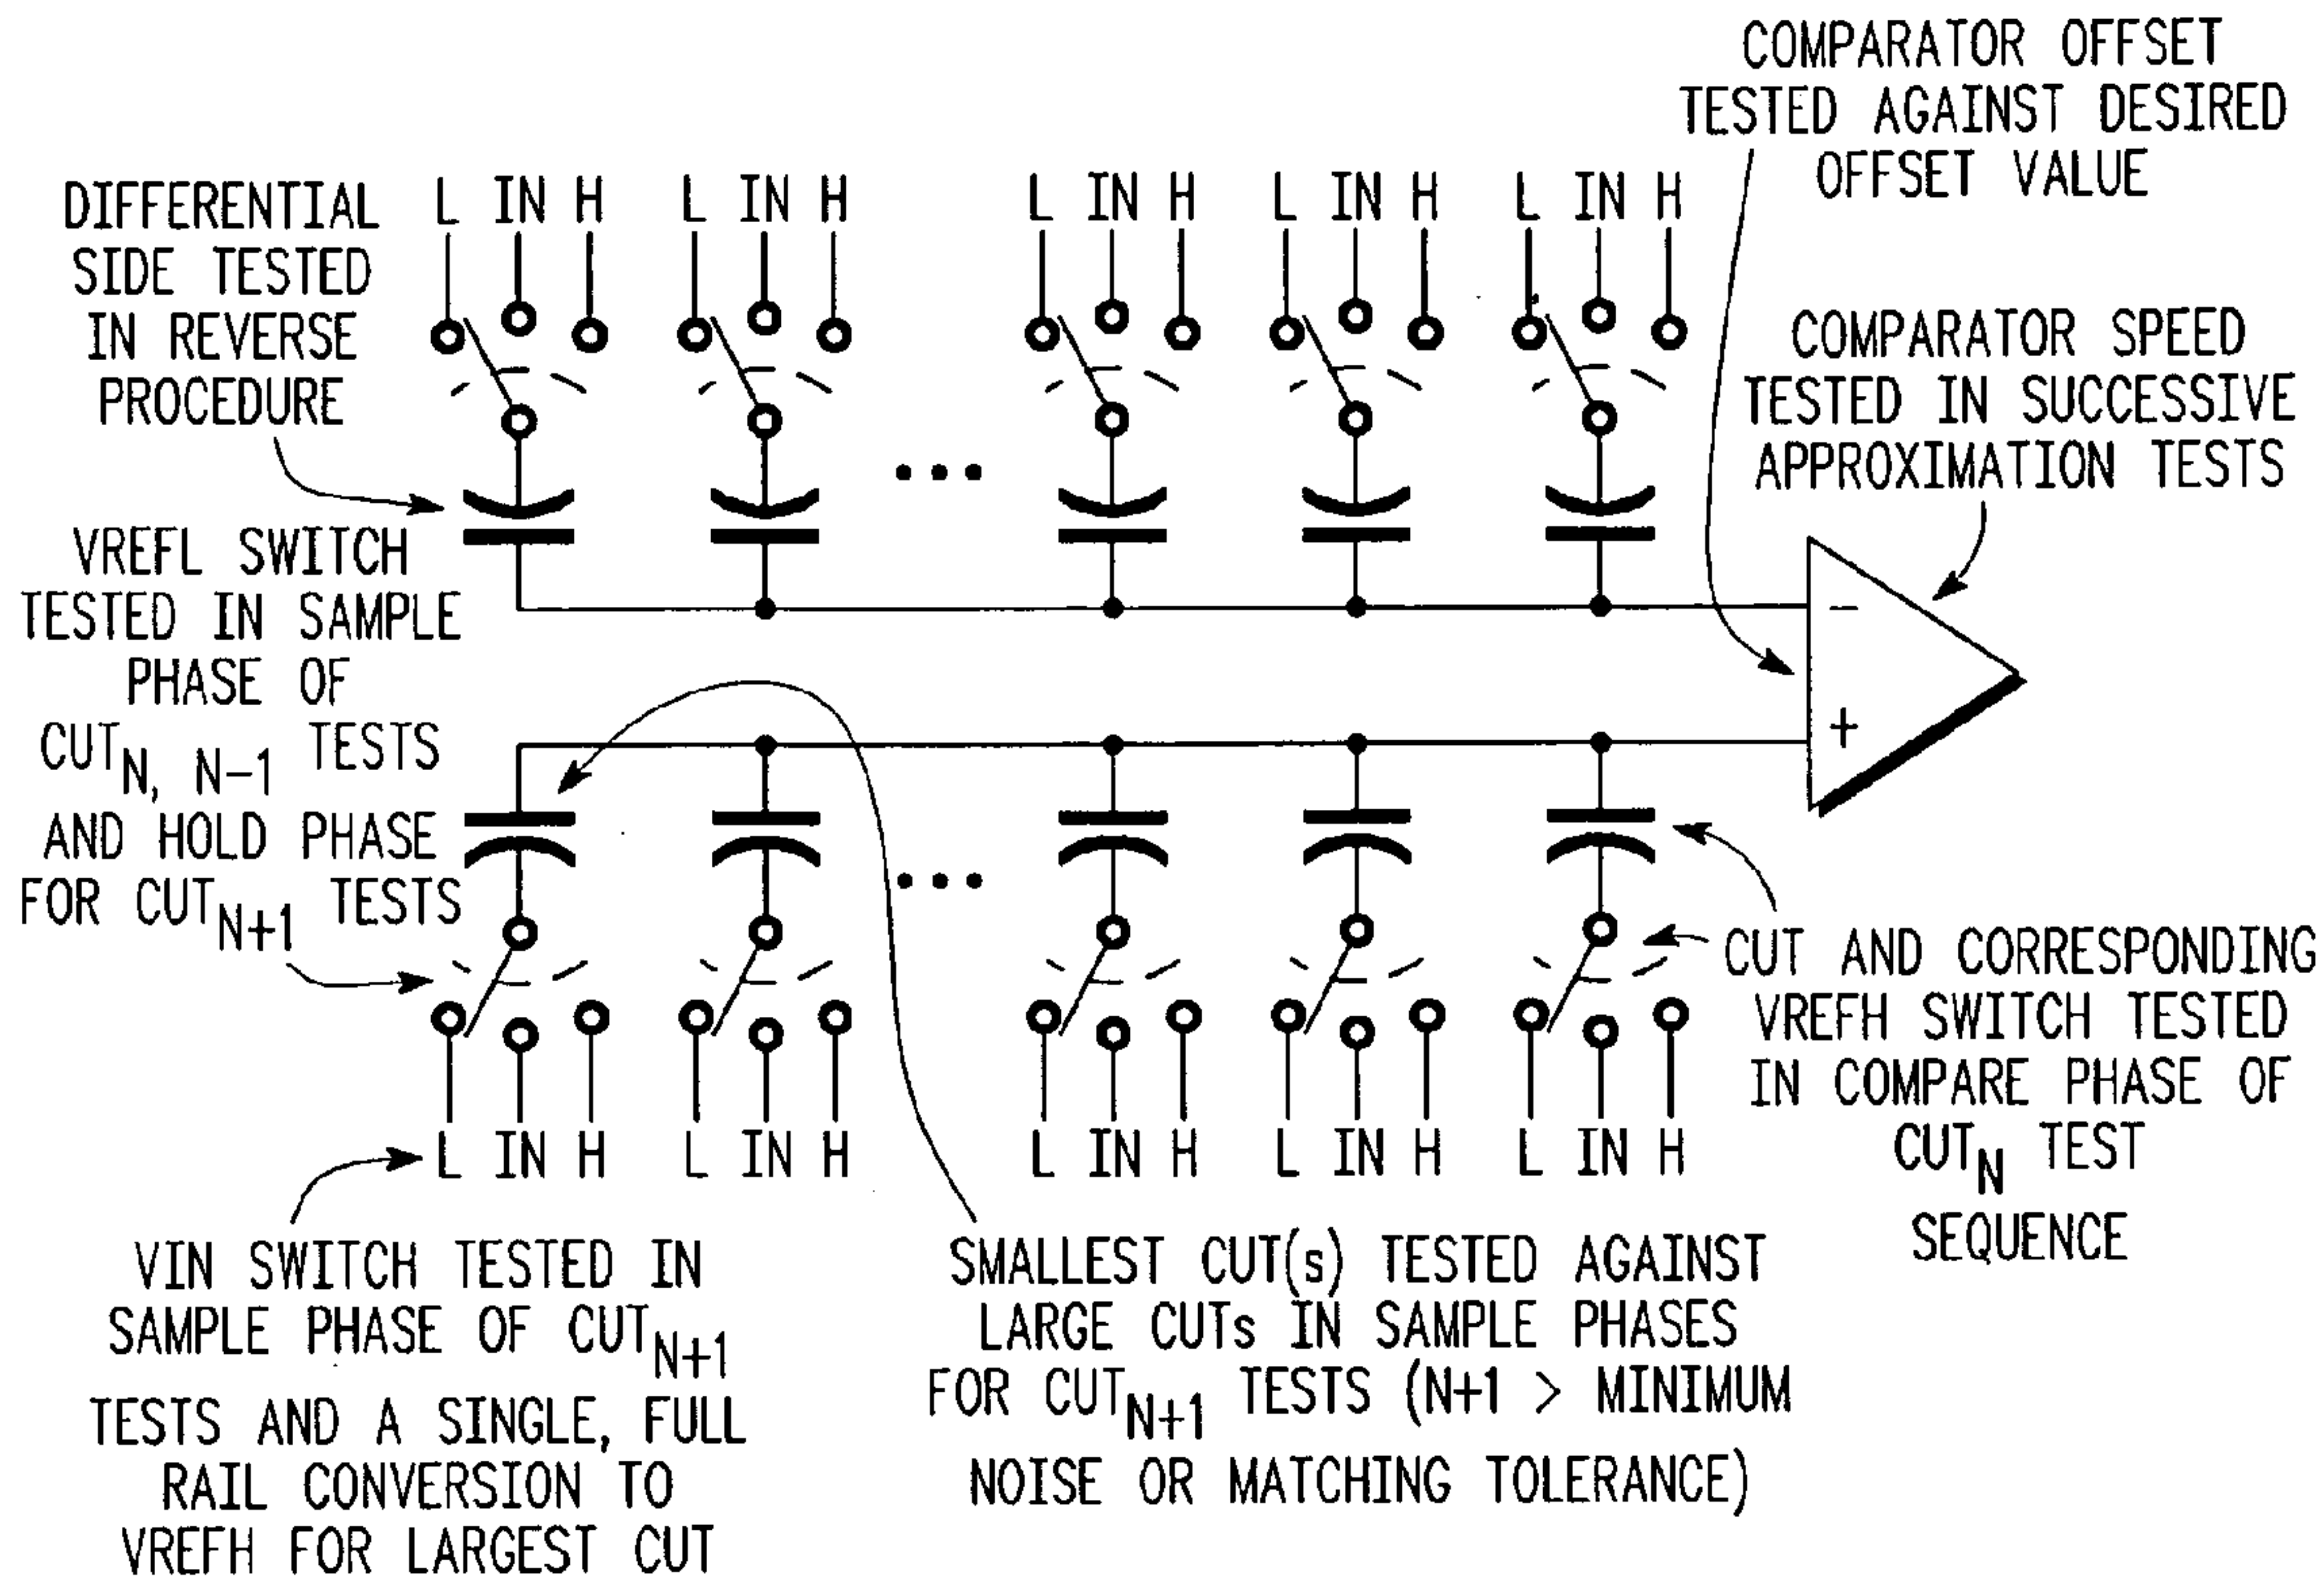 COMPARATOR OFFSET
TESTED AGAINST DESIRED
OFFSET VALUE
DIFFERENTIAL
SIDE TESTED
IN REVERSE
PROCEDURE
L IN H L IN H L IN H L IN H L IN H
COMPARATOR SPEED
TESTED IN SUCCESSIVE
APPROXIMATION TESTS
VREFL SWITCH
TESTED IN SAMPLE
PHASE OF
CUTN, N-1 TESTS
AND HOLD PHASE
FOR CUTN+1 TESTS
•••
−
+
•••
CUT AND CORRESPONDING
VREFH SWITCH TESTED
IN COMPARE PHASE OF
CUTN TEST
SEQUENCE
L IN H L IN H L IN H L IN H L IN H
VIN SWITCH TESTED IN
SAMPLE PHASE OF CUTN+1
TESTS AND A SINGLE, FULL
RAIL CONVERSION TO
VREFH FOR LARGEST CUT
SMALLEST CUT(s) TESTED AGAINST
LARGE CUTs IN SAMPLE PHASES
FOR CUTN+1 TESTS (N+1 > MINIMUM
NOISE OR MATCHING TOLERANCE)